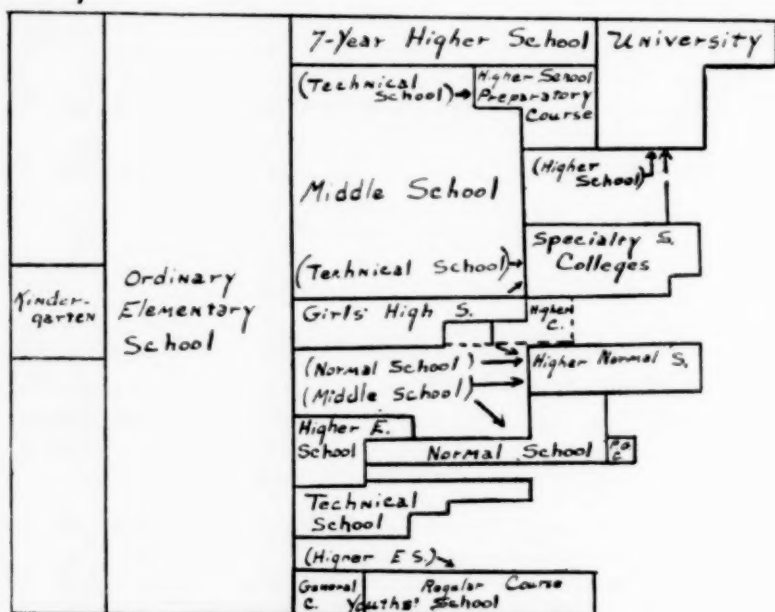 7-Year Higher School
University
(Technical
School)
Higher School
Preparatory
Course
(Higher
School)
Middle School
Specialty S.
Colleges
(Technical School)
Kinder-
garten
Ordinary
Elementary
School
Girls' High S.
Higher
C.
(Normal School)
(Middle School)
Higher Normal S.
Higher E.
School
Normal School
P.G.
C.
Technical
School
(Higher E S.)
General
C.
Regular Course
Youths' School